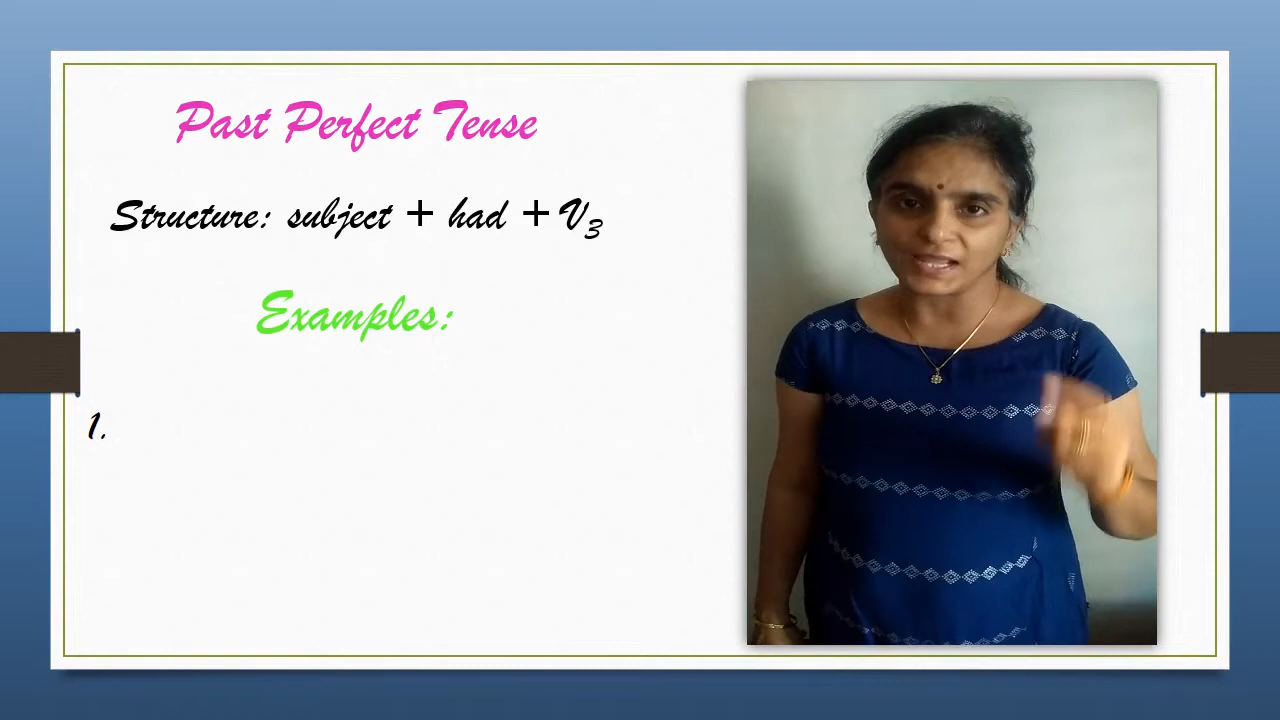 Past Perfect Tense
Structure: subject + had + V₃
Examples:
1.